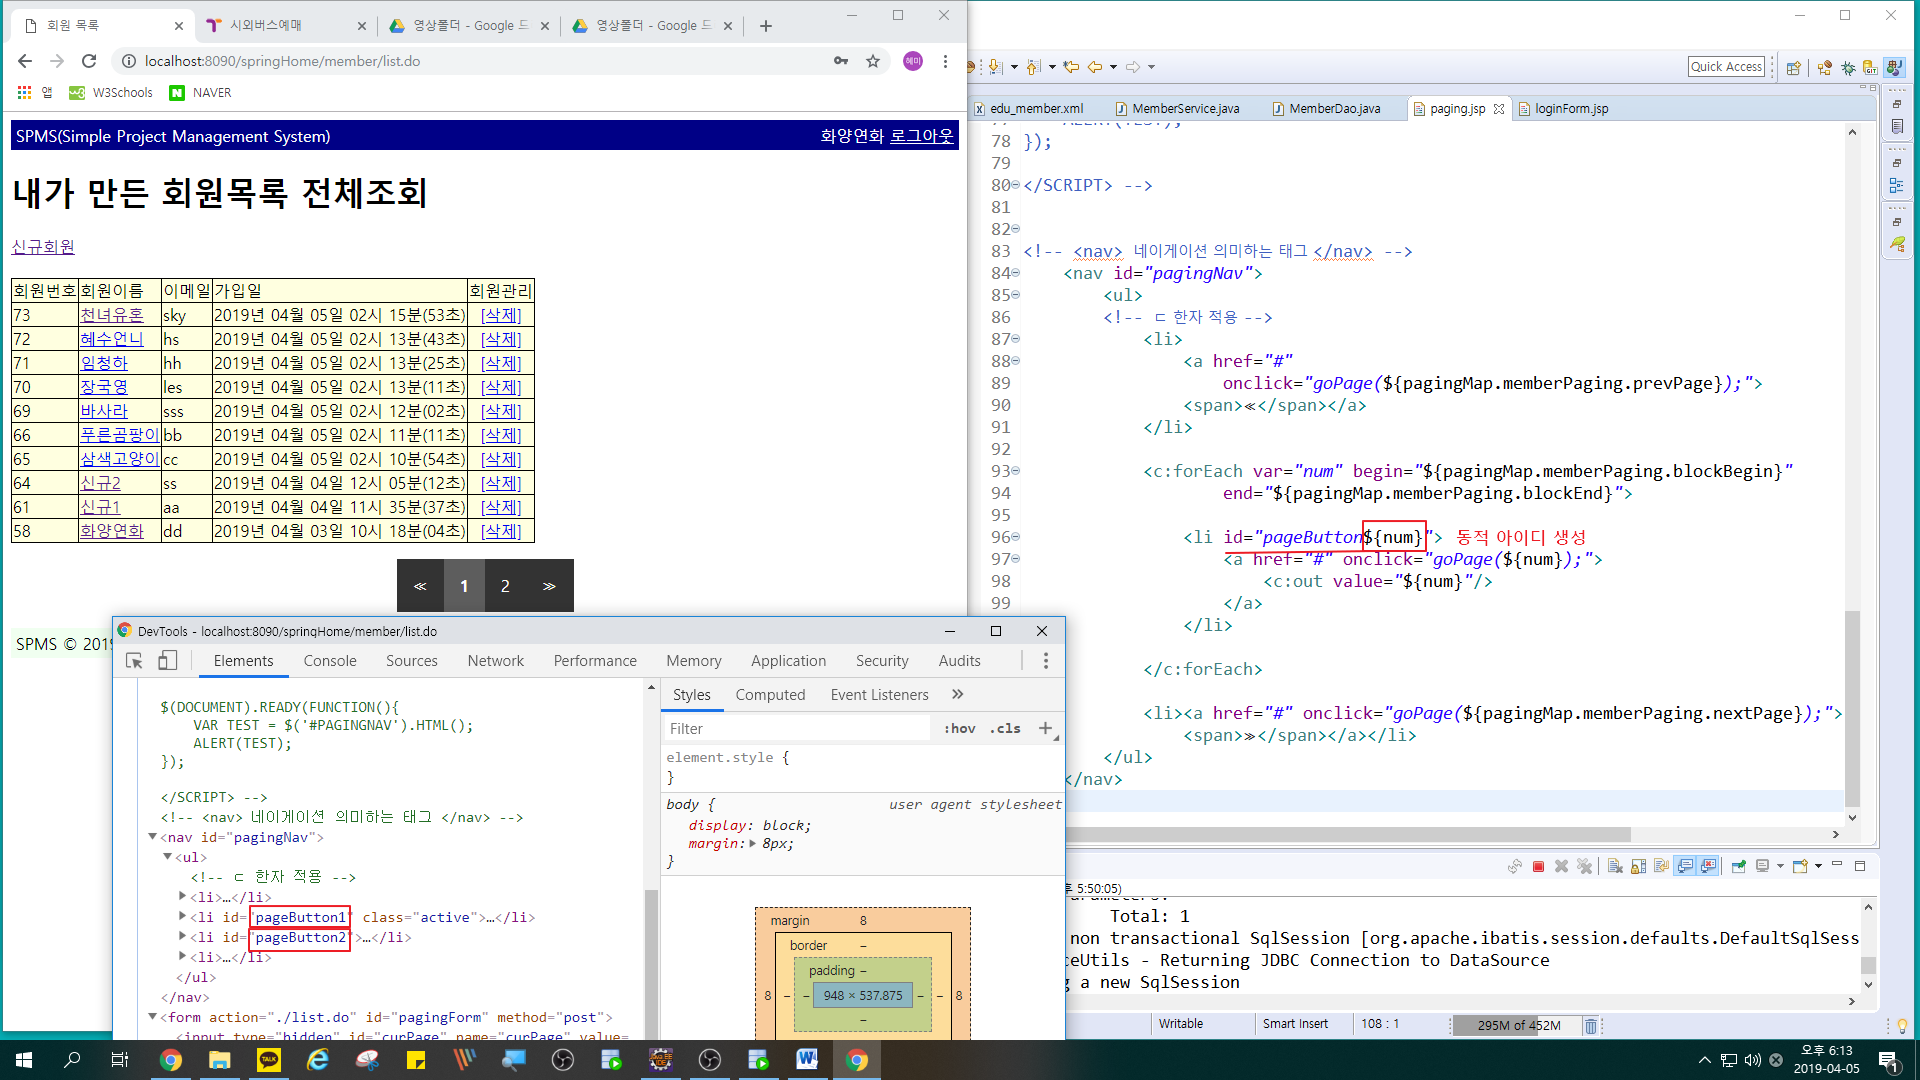 회원 목록
시외버스예매
영상폴더 - Google 드
영상폴더 - Google 드
localhost:8090/springHome/member/list.do
혜미
앱
W3Schools
NAVER
SPMS(Simple Project Management System)
화양연화 로그아웃
내가 만든 회원목록 전체조회
신규회원
회원번호 회원이름 이메일 가입일 회원관리
73 천녀유혼 sky 2019년 04월 05일 02시 15분(53초) [삭제]
72 혜수언니 hs 2019년 04월 05일 02시 13분(43초) [삭제]
71 임청하 hh 2019년 04월 05일 02시 13분(25초) [삭제]
70 장국영 les 2019년 04월 05일 02시 13분(11초) [삭제]
69 바사라 sss 2019년 04월 05일 02시 12분(02초) [삭제]
66 푸른곰팡이 bb 2019년 04월 05일 02시 11분(11초) [삭제]
65 삼색고양이 cc 2019년 04월 05일 02시 10분(54초) [삭제]
64 신규2 ss 2019년 04월 04일 12시 05분(12초) [삭제]
61 신규1 aa 2019년 04월 04일 11시 35분(37초) [삭제]
58 화양연화 dd 2019년 04월 03일 10시 18분(04초) [삭제]
≪ 1 2 ≫
SPMS © 2019
DevTools - localhost:8090/springHome/member/list.do
Elements Console Sources Network Performance Memory Application Security Audits
$(DOCUMENT).READY(FUNCTION(){
VAR TEST = $('#PAGINGNAV').HTML();
ALERT(TEST);
});
</SCRIPT> -->
<!-- <nav> 네이게이션 의미하는 태그 </nav> -->
<nav id="pagingNav">
<ul>
<!-- ㄷ 한자 적용 -->
<li>…</li>
<li id="pageButton1" class="active">…</li>
<li id="pageButton2">…</li>
<li>…</li>
</ul>
</nav>
<form action="./list.do" id="pagingForm" method="post">
<input type="hidden" id="curPage" name="curPage" value=
Styles Computed Event Listeners »
Filter :hov .cls +
element.style {
}
body { user agent stylesheet
display: block;
margin: 8px;
}
margin 8
border –
padding –
8 – – 948 × 537.875 – – 8
–
Quick Access
edu_member.xml MemberService.java MemberDao.java paging.jsp loginForm.jsp
77 ALERT(TEST);
78 });
79
80 </SCRIPT> -->
81
82
83 <!-- <nav> 네이게이션 의미하는 태그 </nav> -->
84 <nav id="pagingNav">
85 <ul>
86 <!-- ㄷ 한자 적용 -->
87 <li>
88 <a href="#"
89 onclick="goPage(${pagingMap.memberPaging.prevPage});">
90 <span>≪</span></a>
91 </li>
92
93 <c:forEach var="num" begin="${pagingMap.memberPaging.blockBegin}"
94 end="${pagingMap.memberPaging.blockEnd}">
95
96 <li id="pageButton${num}"> 동적 아이디 생성
97 <a href="#" onclick="goPage(${num});">
98 <c:out value="${num}"/>
99 </a>
</li>
</c:forEach>
<li><a href="#" onclick="goPage(${pagingMap.memberPaging.nextPage});">
<span>≫</span></a></li>
</ul>
</nav>
후 5:50:05)
Total: 1
non transactional SqlSession [org.apache.ibatis.session.defaults.DefaultSqlSess
ceUtils - Returning JDBC Connection to DataSource
g a new SqlSession
Writable Smart Insert 108 : 1 295M of 452M
오후 6:13
2019-04-05
1